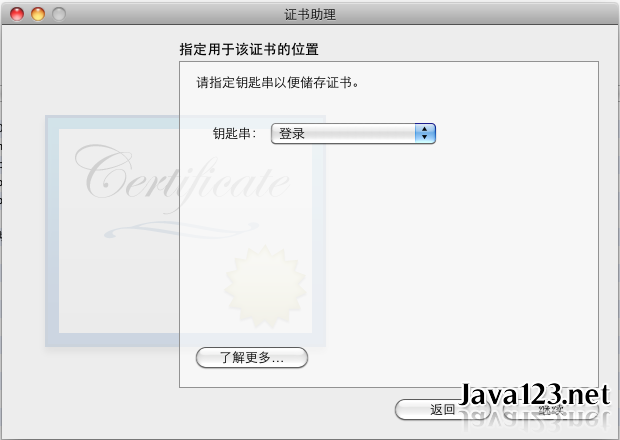 证书助理
指定用于该证书的位置
请指定钥匙串以便储存证书。
钥匙串: 登录
Certificate
了解更多...
返回
Java123.net